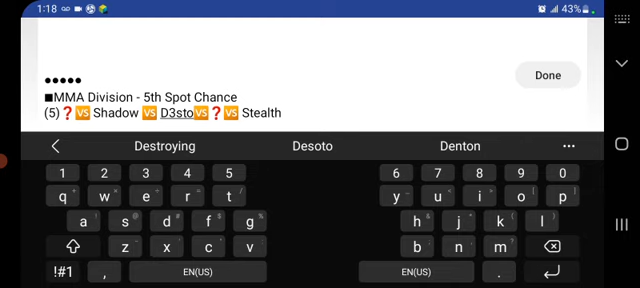 1:18 43%
●●●●●
Done
■MMA Division - 5th Spot Chance
(5)❓🆚 Shadow 🆚 D3sto🆚❓🆚 Stealth
< Destroying Desoto Denton •••
1 2 3 4 5 6 7 8 9 0
q + w × e ÷ r = t / y _ u < i > o [ p ]
a ! s @ d # f $ g % h & j * k ( l )
z - x ' c " v : b ; n , m ?
!#1 , EN(US) EN(US) .